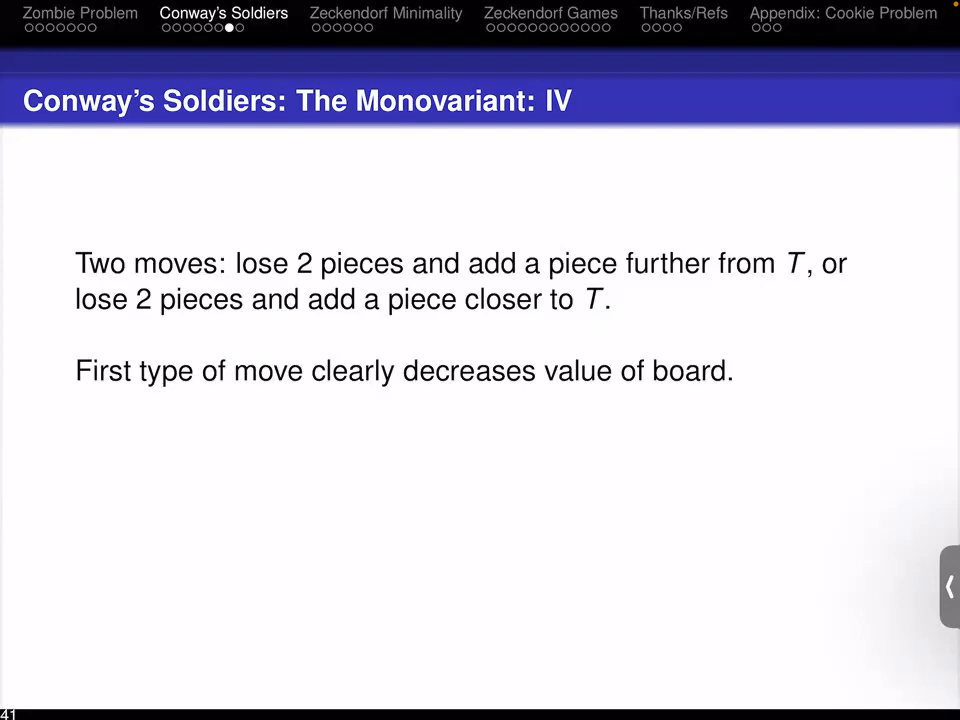 Zombie Problem Conway's Soldiers Zeckendorf Minimality Zeckendorf Games Thanks/Refs Appendix: Cookie Problem
Conway's Soldiers: The Monovariant: IV
Two moves: lose 2 pieces and add a piece further from T, or
lose 2 pieces and add a piece closer to T.
First type of move clearly decreases value of board.
41